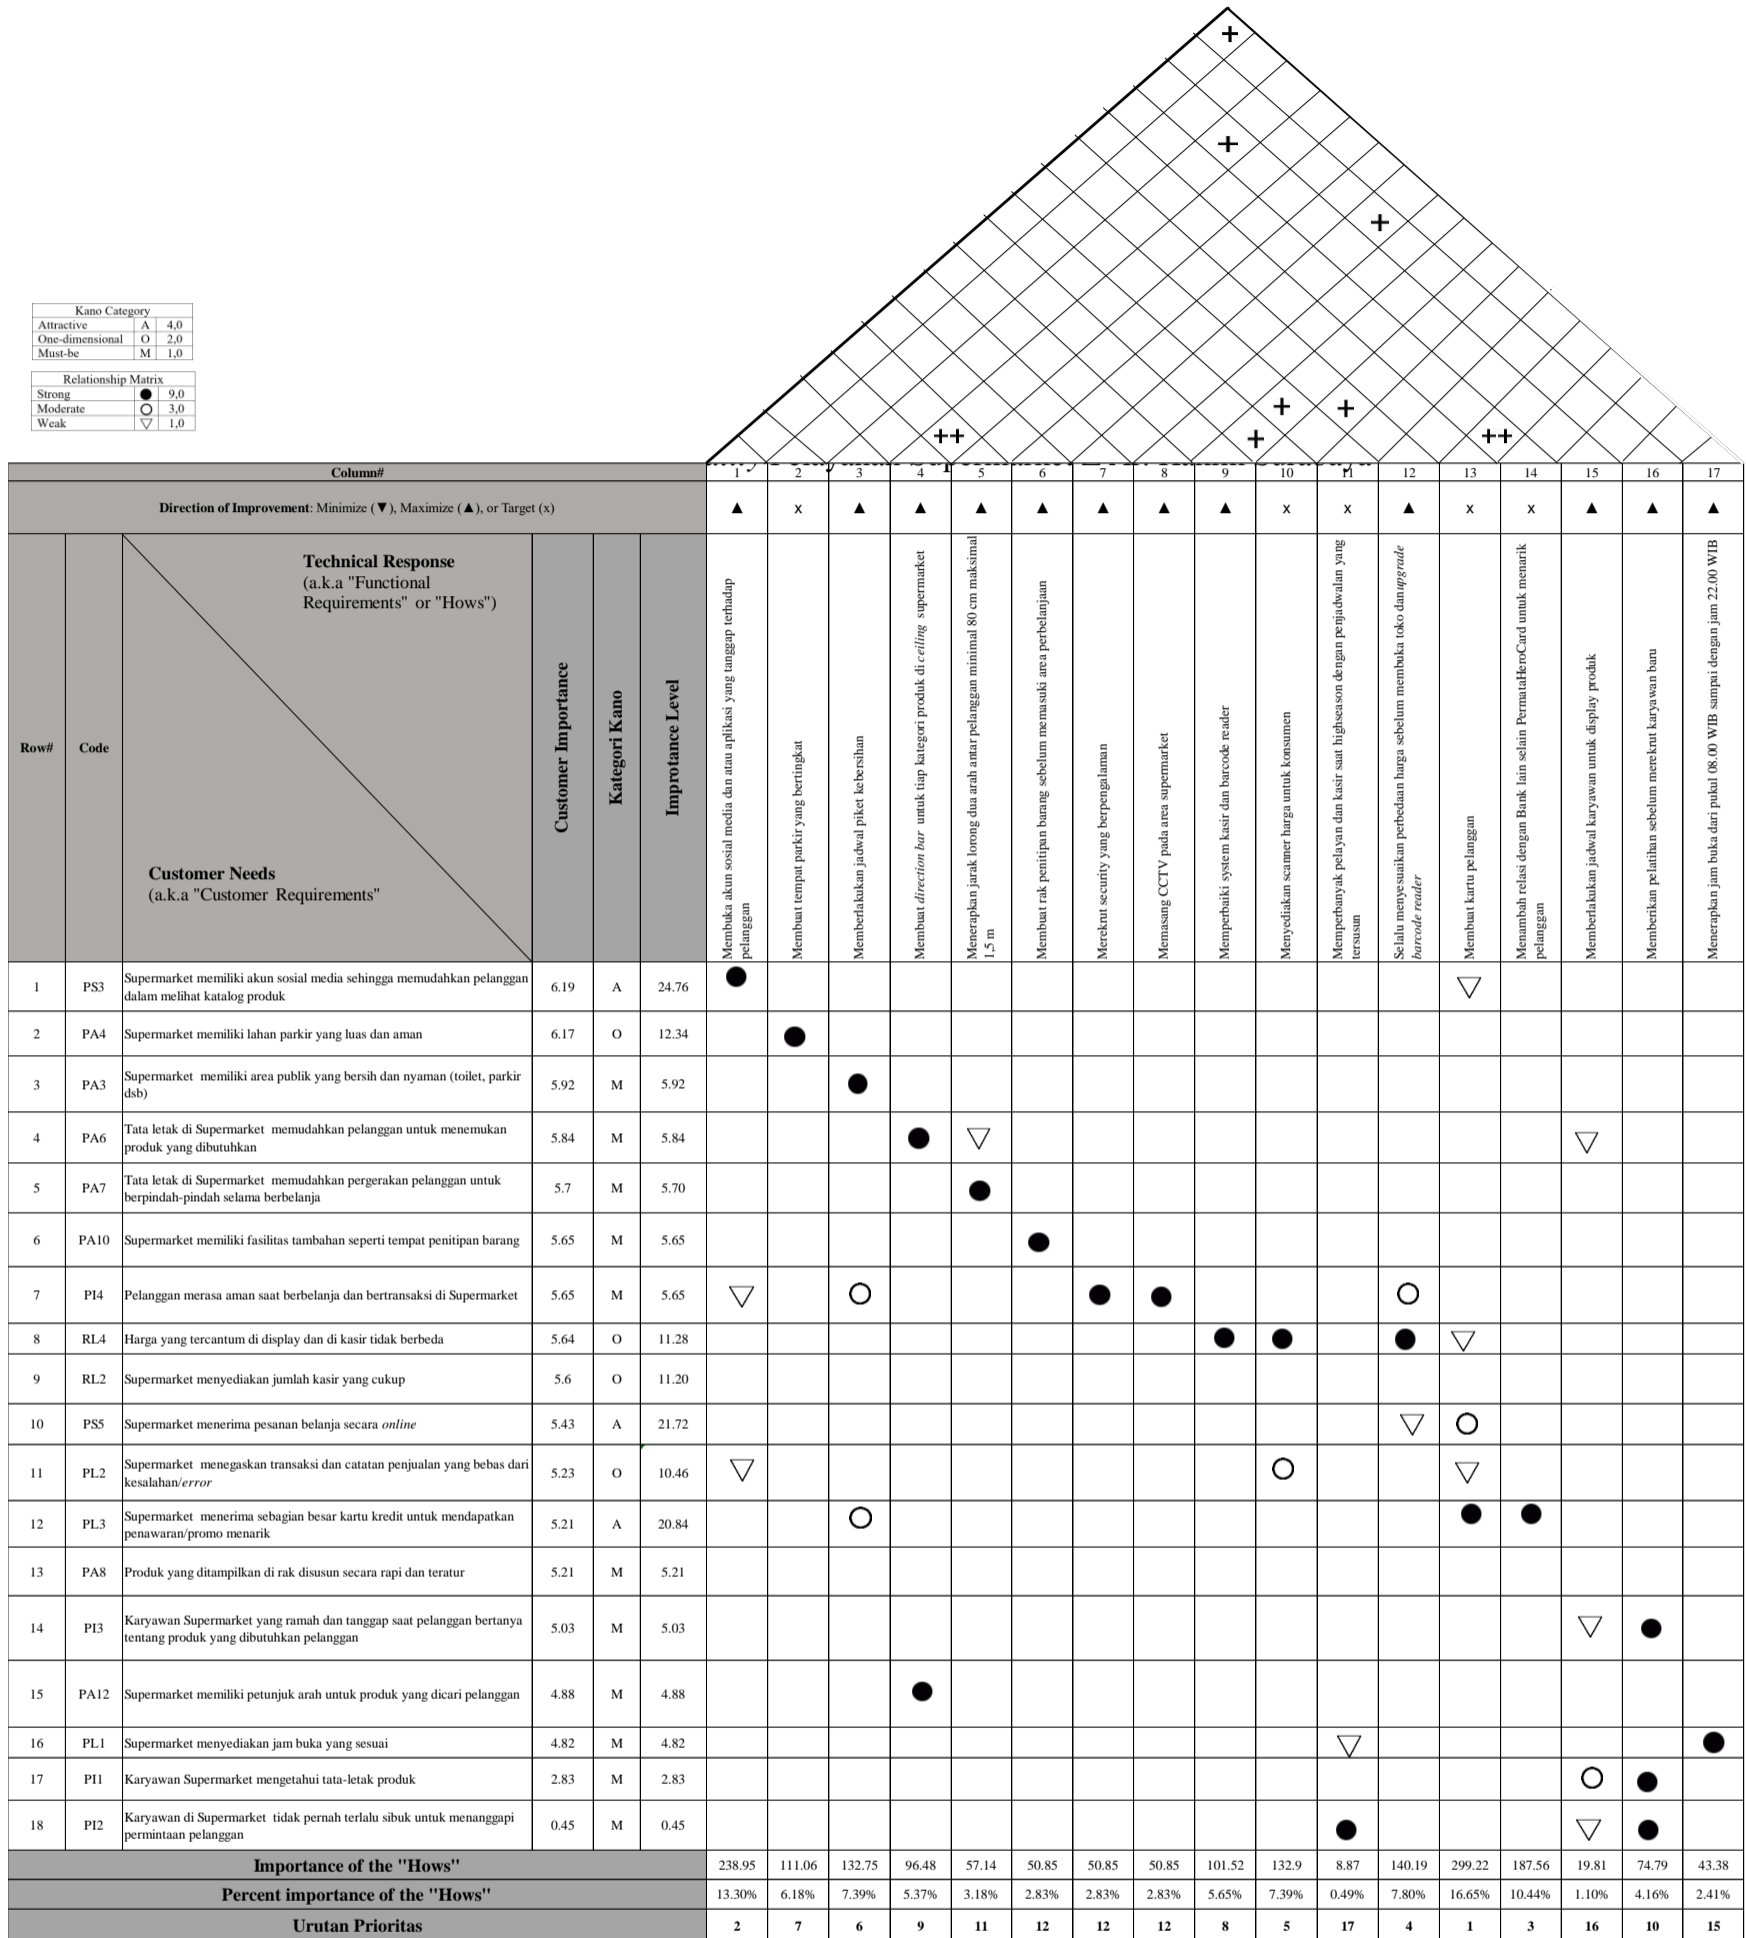 Kano Category
Attractive A 4,0
One-dimensional O 2,0
Must-be M 1,0
Relationship Matrix
Strong ● 9,0
Moderate ○ 3,0
Weak ▽ 1,0
+
+
+
+ +
++ + ++
Column# 1 2 3 4 5 6 7 8 9 10 11 12 13 14 15 16 17
Direction of Improvement: Minimize (▼), Maximize (▲), or Target (x) ▲ x ▲ ▲ ▲ ▲ ▲ ▲ ▲ x x ▲ x x ▲ ▲ ▲
Row#
Code
Technical Response
(a.k.a "Functional
Requirements" or "Hows")
Customer Needs
(a.k.a "Customer Requirements"
Customer Importance
Kategori Kano
Improtance Level
Membuka akun sosial media dan atau aplikasi yang tanggap terhadap
pelanggan
Membuat tempat parkir yang bertingkat
Memberlakukan jadwal piket kebersihan
Membuat direction bar untuk tiap kategori produk di ceiling supermarket
Menerapkan jarak lorong dua arah antar pelanggan minimal 80 cm maksimal
1,5 m
Membuat rak penitipan barang sebelum memasuki area perbelanjaan
Merekrut security yang berpengalaman
Memasang CCTV pada area supermarket
Memperbaiki system kasir dan barcode reader
Menyediakan scanner harga untuk konsumen
Memperbanyak pelayan dan kasir saat highseason dengan penjadwalan yang
tersusun
Selalu menyesuaikan perbedaan harga sebelum membuka toko dan upgrade
barcode reader
Membuat kartu pelanggan
Menambah relasi dengan Bank lain selain PermataHeroCard untuk menarik
pelanggan
Memberlakukan jadwal karyawan untuk display produk
Memberikan pelatihan sebelum merekrut karyawan baru
Menerapkan jam buka dari pukul 08.00 WIB sampai dengan jam 22.00 WIB
1 PS3 Supermarket memiliki akun sosial media sehingga memudahkan pelanggan
dalam melihat katalog produk 6.19 A 24.76 ● ▽
2 PA4 Supermarket memiliki lahan parkir yang luas dan aman 6.17 O 12.34 ●
3 PA3 Supermarket memiliki area publik yang bersih dan nyaman (toilet, parkir
dsb) 5.92 M 5.92 ●
4 PA6 Tata letak di Supermarket memudahkan pelanggan untuk menemukan
produk yang dibutuhkan 5.84 M 5.84 ● ▽ ▽
5 PA7 Tata letak di Supermarket memudahkan pergerakan pelanggan untuk
berpindah-pindah selama berbelanja 5.7 M 5.70 ●
6 PA10 Supermarket memiliki fasilitas tambahan seperti tempat penitipan barang 5.65 M 5.65 ●
7 PI4 Pelanggan merasa aman saat berbelanja dan bertransaksi di Supermarket 5.65 M 5.65 ▽ ○ ● ● ○
8 RL4 Harga yang tercantum di display dan di kasir tidak berbeda 5.64 O 11.28 ● ● ● ▽
9 RL2 Supermarket menyediakan jumlah kasir yang cukup 5.6 O 11.20
10 PS5 Supermarket menerima pesanan belanja secara online 5.43 A 21.72 ▽ ○
11 PL2 Supermarket menegaskan transaksi dan catatan penjualan yang bebas dari
kesalahan/error 5.23 O 10.46 ▽ ○ ▽
12 PL3 Supermarket menerima sebagian besar kartu kredit untuk mendapatkan
penawaran/promo menarik 5.21 A 20.84 ○ ● ●
13 PA8 Produk yang ditampilkan di rak disusun secara rapi dan teratur 5.21 M 5.21
14 PI3 Karyawan Supermarket yang ramah dan tanggap saat pelanggan bertanya
tentang produk yang dibutuhkan pelanggan 5.03 M 5.03 ▽ ●
15 PA12 Supermarket memiliki petunjuk arah untuk produk yang dicari pelanggan 4.88 M 4.88 ●
16 PL1 Supermarket menyediakan jam buka yang sesuai 4.82 M 4.82 ▽ ●
17 PI1 Karyawan Supermarket mengetahui tata-letak produk 2.83 M 2.83 ○ ●
18 PI2 Karyawan di Supermarket tidak pernah terlalu sibuk untuk menanggapi
permintaan pelanggan 0.45 M 0.45 ● ▽ ●
Importance of the "Hows" 238.95 111.06 132.75 96.48 57.14 50.85 50.85 50.85 101.52 132.9 8.87 140.19 299.22 187.56 19.81 74.79 43.38
Percent importance of the "Hows" 13.30% 6.18% 7.39% 5.37% 3.18% 2.83% 2.83% 2.83% 5.65% 7.39% 0.49% 7.80% 16.65% 10.44% 1.10% 4.16% 2.41%
Urutan Prioritas 2 7 6 9 11 12 12 12 8 5 17 4 1 3 16 10 15